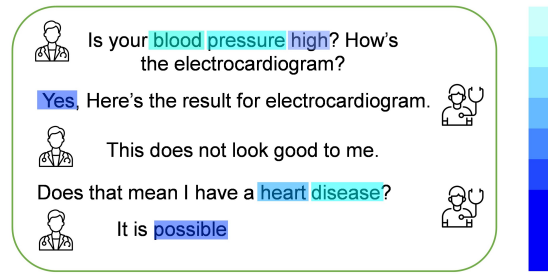 Is your blood pressure high? How's
the electrocardiogram?
Yes, Here's the result for electrocardiogram.
This does not look good to me.
Does that mean I have a heart disease?
It is possible